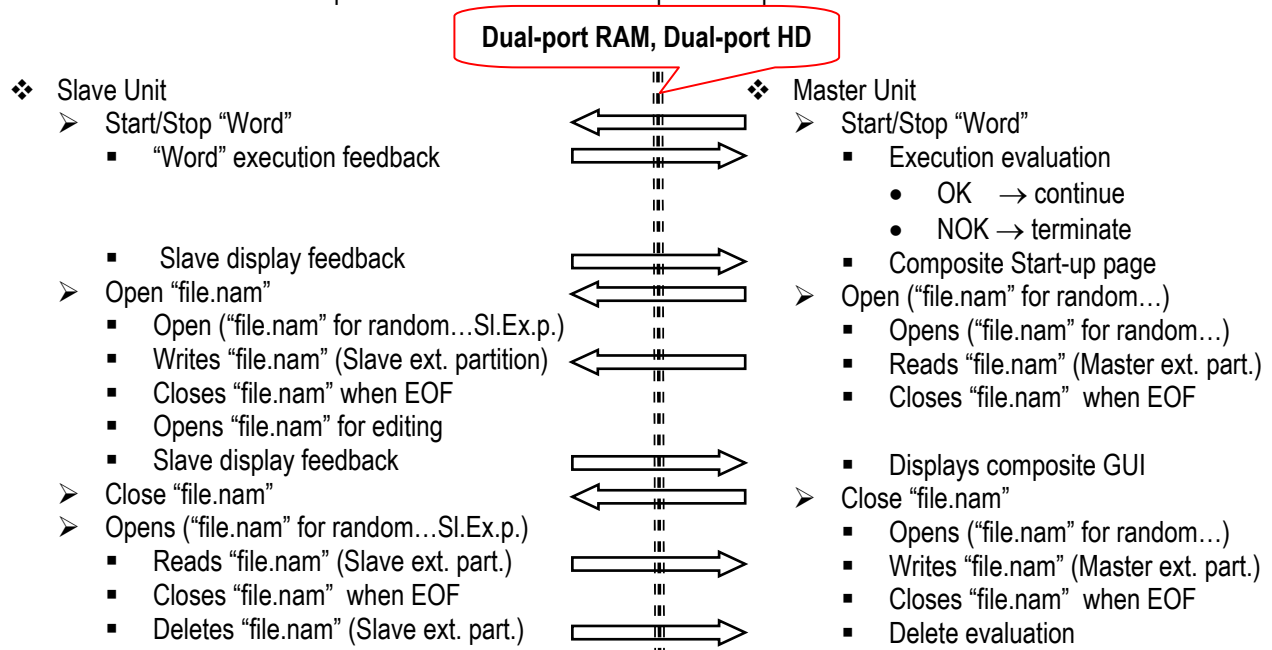 Dual-port RAM, Dual-port HD
❖ Slave Unit
➢ Start/Stop “Word”
▪ “Word” execution feedback
▪ Slave display feedback
➢ Open “file.nam”
▪ Open (“file.nam” for random…Sl.Ex.p.)
▪ Writes “file.nam” (Slave ext. partition)
▪ Closes “file.nam” when EOF
▪ Opens “file.nam” for editing
▪ Slave display feedback
➢ Close “file.nam”
➢ Opens (“file.nam” for random…Sl.Ex.p.)
▪ Reads “file.nam” (Slave ext. part.)
▪ Closes “file.nam” when EOF
▪ Deletes “file.nam” (Slave ext. part.)
❖ Master Unit
➢ Start/Stop “Word”
▪ Execution evaluation
• OK → continue
• NOK → terminate
▪ Composite Start-up page
➢ Open (“file.nam” for random…)
▪ Opens (“file.nam” for random…)
▪ Reads “file.nam” (Master ext. part.)
▪ Closes “file.nam” when EOF
▪ Displays composite GUI
➢ Close “file.nam”
▪ Opens (“file.nam” for random…)
▪ Writes “file.nam” (Master ext. part.)
▪ Closes “file.nam” when EOF
▪ Delete evaluation